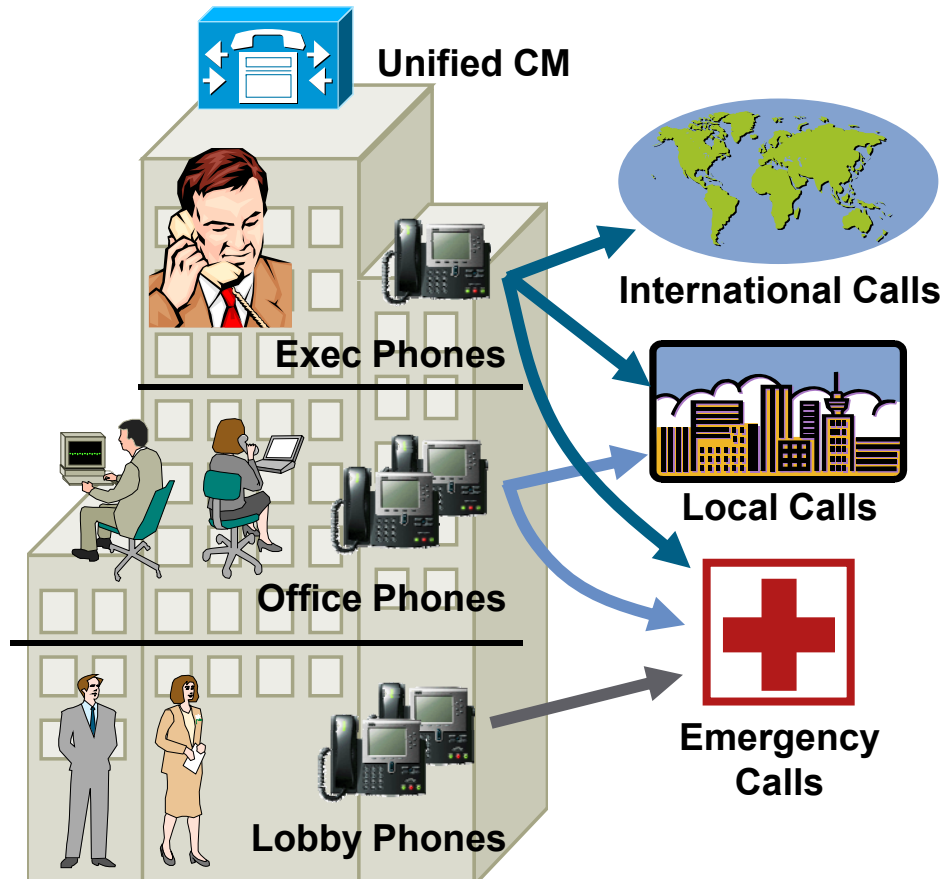 Unified CM
International Calls
Exec Phones
Local Calls
Office Phones
Emergency
Calls
Lobby Phones